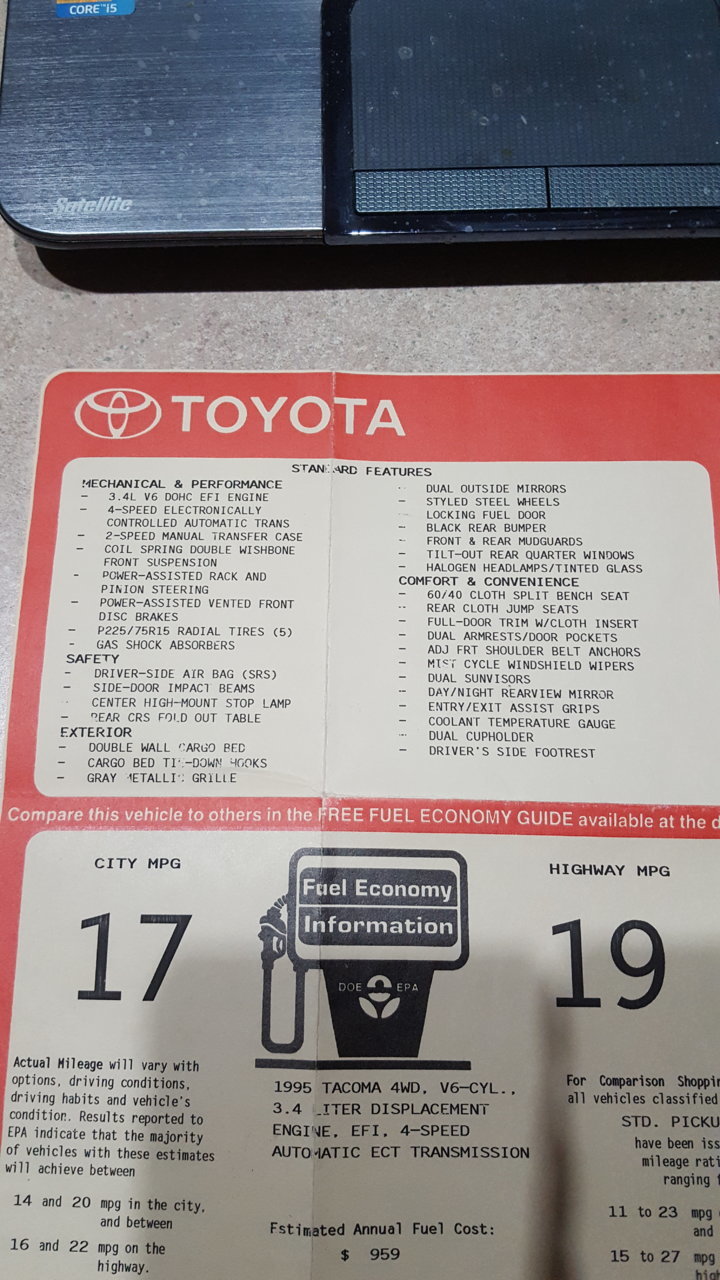 CORE™i5
Satellite
TOYOTA
STANDARD FEATURES
MECHANICAL & PERFORMANCE
- 3.4L V6 DOHC EFI ENGINE
- 4-SPEED ELECTRONICALLY
CONTROLLED AUTOMATIC TRANS
- 2-SPEED MANUAL TRANSFER CASE
- COIL SPRING DOUBLE WISHBONE
FRONT SUSPENSION
- POWER-ASSISTED RACK AND
PINION STEERING
- POWER-ASSISTED VENTED FRONT
DISC BRAKES
- P225/75R15 RADIAL TIRES (5)
- GAS SHOCK ABSORBERS
SAFETY
- DRIVER-SIDE AIR BAG (SRS)
- SIDE-DOOR IMPACT BEAMS
- CENTER HIGH-MOUNT STOP LAMP
- REAR CRS FOLD OUT TABLE
EXTERIOR
- DOUBLE WALL CARGO BED
- CARGO BED TIE-DOWN HOOKS
- GRAY METALLIC GRILLE
- DUAL OUTSIDE MIRRORS
- STYLED STEEL WHEELS
- LOCKING FUEL DOOR
- BLACK REAR BUMPER
- FRONT & REAR MUDGUARDS
- TILT-OUT REAR QUARTER WINDOWS
- HALOGEN HEADLAMPS/TINTED GLASS
COMFORT & CONVENIENCE
- 60/40 CLOTH SPLIT BENCH SEAT
- REAR CLOTH JUMP SEATS
- FULL-DOOR TRIM W/CLOTH INSERT
- DUAL ARMRESTS/DOOR POCKETS
- ADJ FRT SHOULDER BELT ANCHORS
- MIST CYCLE WINDSHIELD WIPERS
- DUAL SUNVISORS
- DAY/NIGHT REARVIEW MIRROR
- ENTRY/EXIT ASSIST GRIPS
- COOLANT TEMPERATURE GAUGE
- DUAL CUPHOLDER
- DRIVER'S SIDE FOOTREST
Compare this vehicle to others in the FREE FUEL ECONOMY GUIDE available at the d
CITY MPG
17
Fuel Economy
Information
DOE EPA
HIGHWAY MPG
19
Actual Mileage will vary with
options, driving conditions,
driving habits and vehicle's
condition. Results reported to
EPA indicate that the majority
of vehicles with these estimates
will achieve between
14 and 20 mpg in the city,
and between
16 and 22 mpg on the
highway.
1995 TACOMA 4WD, V6-CYL.,
3.4 LITER DISPLACEMENT
ENGINE, EFI, 4-SPEED
AUTOMATIC ECT TRANSMISSION
Estimated Annual Fuel Cost:
$ 959
For Comparison Shoppin
all vehicles classified
STD. PICKU
have been iss
mileage rati
ranging f
11 to 23 mpg
and
15 to 27 mpg
high